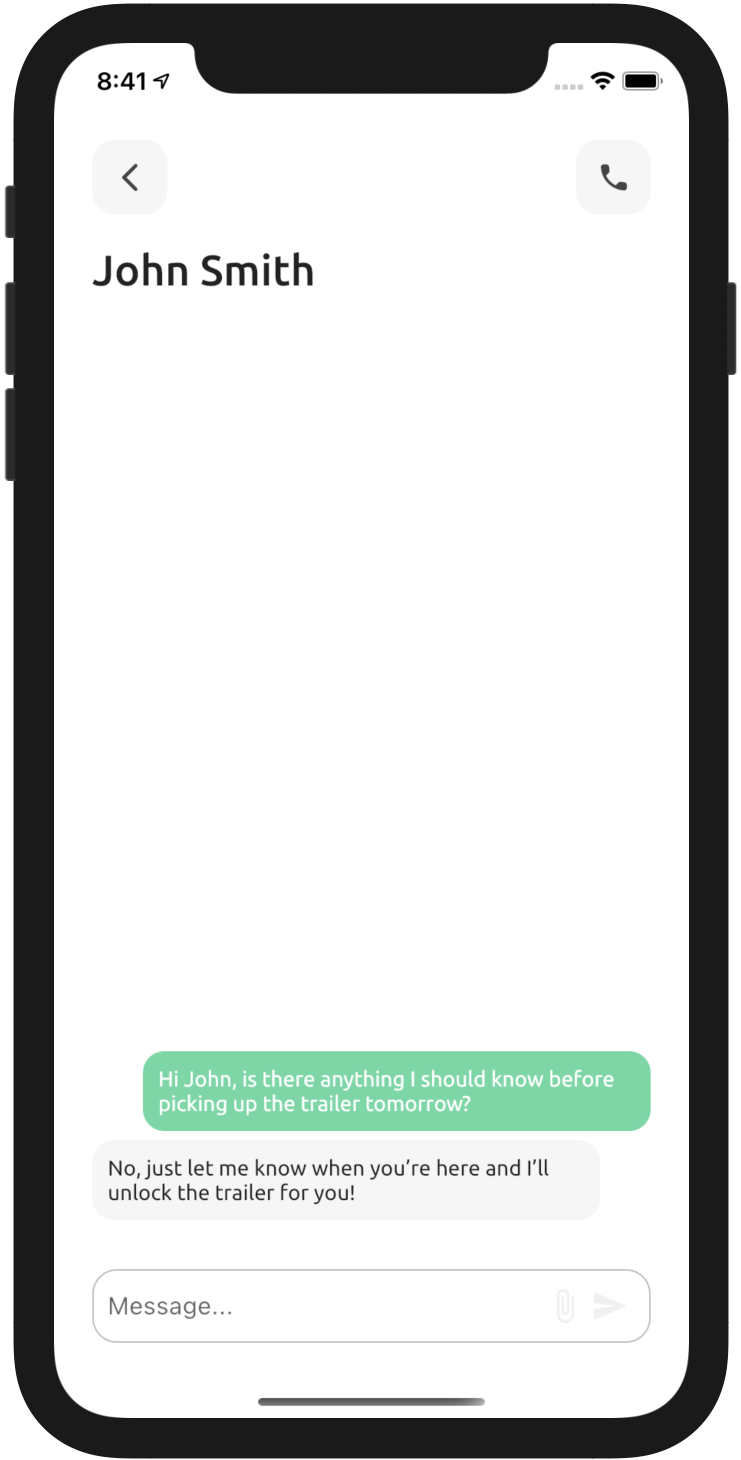 8:41
John Smith
Hi John, is there anything I should know before
picking up the trailer tomorrow?
No, just let me know when you’re here and I’ll
unlock the trailer for you!
Message...